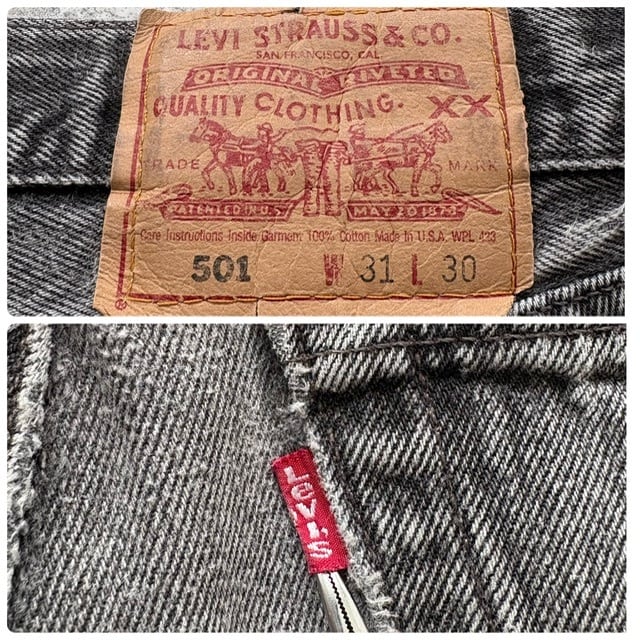 LEVI STRAUSS & CO.
SAN FRANCISCO, CAL
ORIGINAL RIVETED
QUALITY CLOTHING. XX
TRADE MARK
PATENTED IN U.S. MAY 20 1873
Care Instructions Inside Garment 100% Cotton Made In U.S.A. WPL 423
501 W 31 L 30
®
Levi's